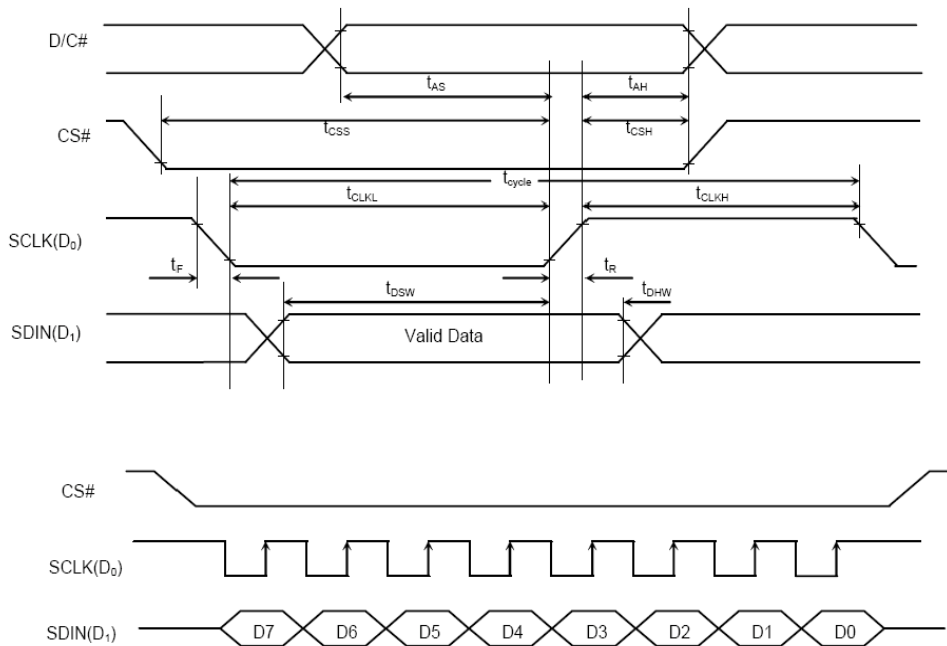 D/C#
tAS
tAH
tCSS
tCSH
CS#
tcycle
tCLKL
tCLKH
SCLK(D0)
tF
tR
tDSW
tDHW
SDIN(D1)
Valid Data
CS#
SCLK(D0)
SDIN(D1)
D7 D6 D5 D4 D3 D2 D1 D0